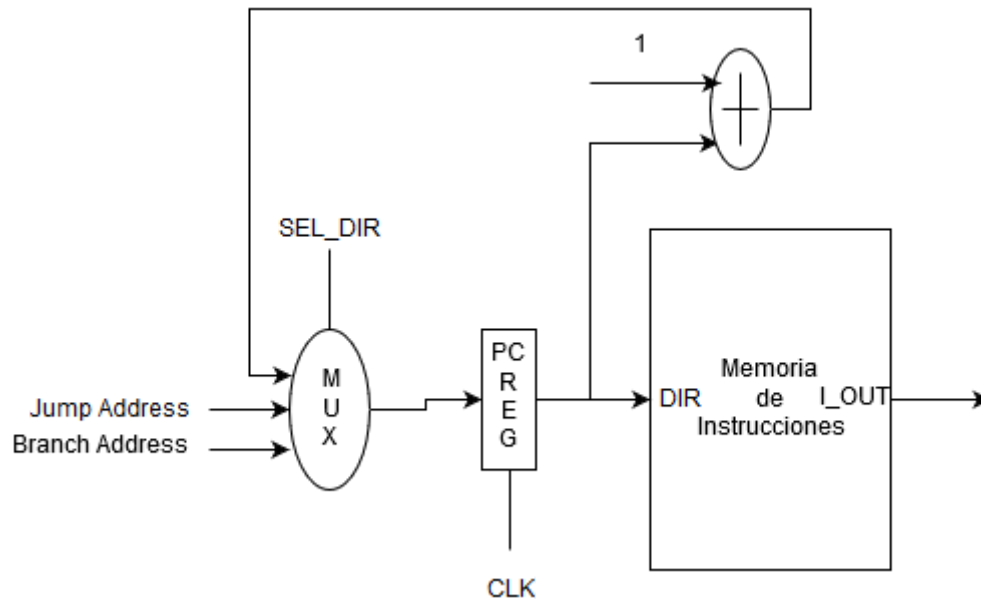 1
SEL_DIR
M
U
X
Jump Address
Branch Address
PC
R
E
G
CLK
DIR
Memoria
de
Instrucciones
I_OUT